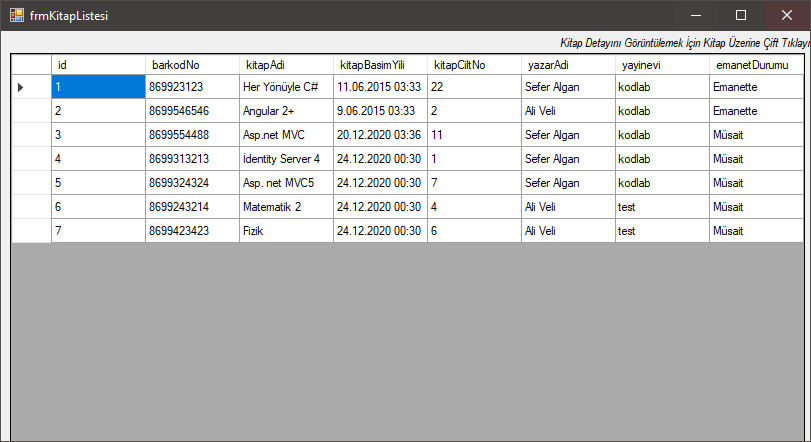 frmKitapListesi
Kitap Detayını Görüntülemek İçin Kitap Üzerine Çift Tıklayı
id barkodNo kitapAdi kitapBasimYili kitapCiltNo yazarAdi yayinevi emanetDurumu
1 869923123 Her Yönüyle C# 11.06.2015 03:33 22 Sefer Algan kodlab Emanette
2 8699546546 Angular 2+ 9.06.2015 03:33 2 Ali Veli kodlab Emanette
3 8699554488 Asp.net MVC 20.12.2020 03:36 11 Sefer Algan kodlab Müsait
4 8699313213 İdentity Server 4 24.12.2020 00:30 1 Sefer Algan kodlab Müsait
5 8699324324 Asp. net MVC5 24.12.2020 00:30 7 Sefer Algan kodlab Müsait
6 8699243214 Matematik 2 24.12.2020 00:30 4 Ali Veli test Müsait
7 8699423423 Fizik 24.12.2020 00:30 6 Ali Veli test Müsait